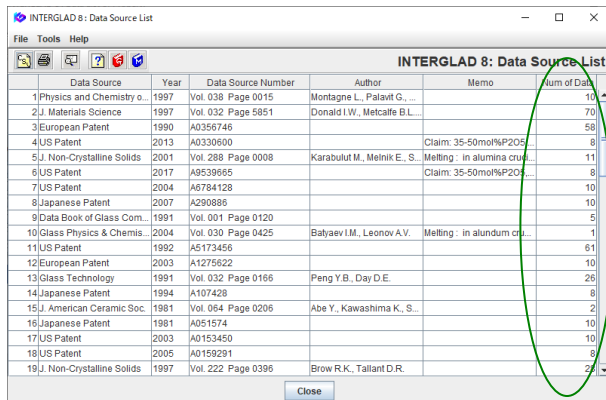 INTERGLAD 8 : Data Source List
File Tools Help
INTERGLAD 8: Data Source List
Data Source Year Data Source Number Author Memo Num of Data
1 Physics and Chemistry o... 1997 Vol. 038 Page 0015 Montagne L., Palavit G., ... 10
2 J. Materials Science 1997 Vol. 032 Page 5851 Donald I.W., Metcalfe B.L.... 70
3 European Patent 1990 A0356746 58
4 US Patent 2013 A0330600 Claim: 35-50mol%P2O5,... 8
5 J. Non-Crystalline Solids 2001 Vol. 288 Page 0008 Karabulut M., Melnik E., S... Melting : in alumina cruci... 11
6 US Patent 2017 A9539665 Claim: 35-50mol%P2O5,... 8
7 US Patent 2004 A6784128 10
8 Japanese Patent 2007 A290886 10
9 Data Book of Glass Com... 1991 Vol. 001 Page 0120 5
10 Glass Physics & Chemis... 2004 Vol. 030 Page 0425 Batyaev I.M., Leonov A.V. Melting : in alundum cru... 1
11 US Patent 1992 A5173456 61
12 European Patent 2003 A1275622 10
13 Glass Technology 1991 Vol. 032 Page 0166 Peng Y.B., Day D.E. 26
14 Japanese Patent 1994 A107428 8
15 J. American Ceramic Soc. 1981 Vol. 064 Page 0206 Abe Y., Kawashima K., S... 2
16 Japanese Patent 1981 A051574 10
17 US Patent 2003 A0153450 10
18 US Patent 2005 A0159291 8
19 J. Non-Crystalline Solids 1997 Vol. 222 Page 0396 Brow R.K., Tallant D.R.
Close